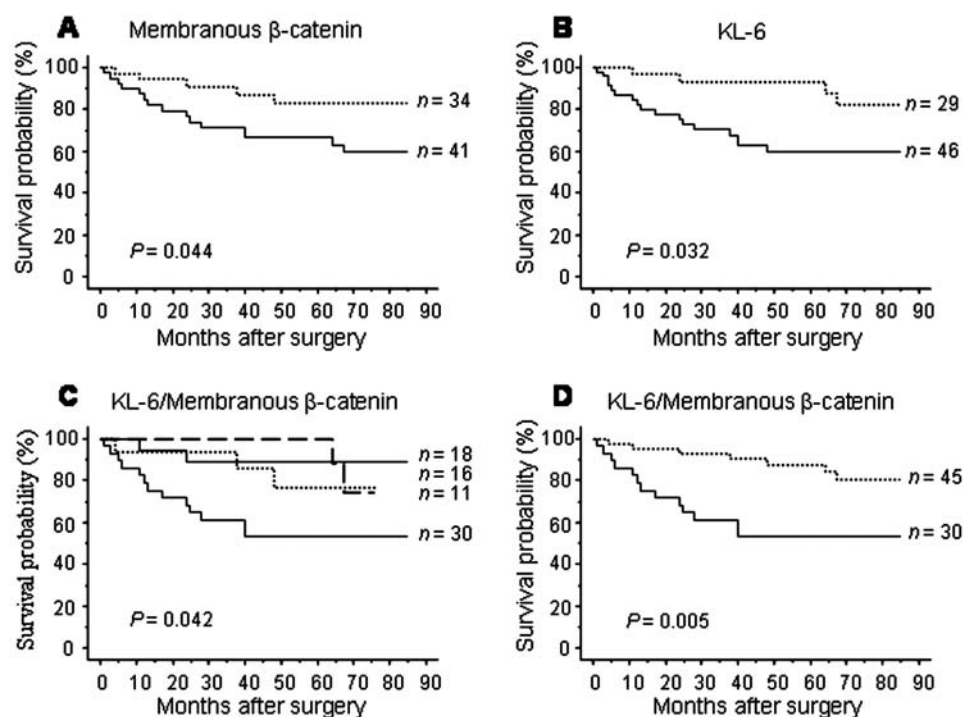 A Membranous β-catenin
Survival probability (%)
100
80
60
40
20
0
n = 34
n = 41
P = 0.044
0 10 20 30 40 50 60 70 80 90
Months after surgery
B KL-6
Survival probability (%)
100
80
60
40
20
0
n = 29
n = 46
P = 0.032
0 10 20 30 40 50 60 70 80 90
Months after surgery
C KL-6/Membranous β-catenin
Survival probability (%)
100
80
60
40
20
0
n = 18
n = 16
n = 11
n = 30
P = 0.042
0 10 20 30 40 50 60 70 80 90
Months after surgery
D KL-6/Membranous β-catenin
Survival probability (%)
100
80
60
40
20
0
n = 45
n = 30
P = 0.005
0 10 20 30 40 50 60 70 80 90
Months after surgery